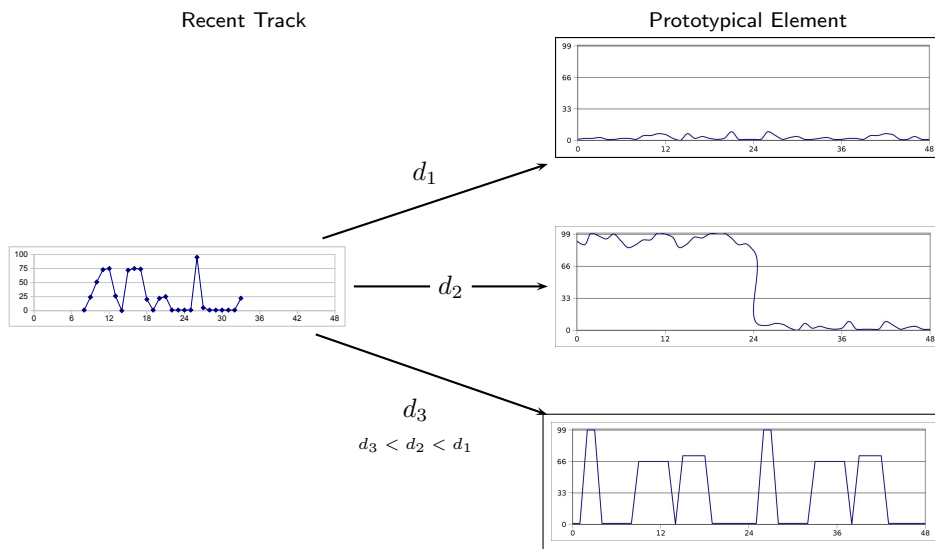 Recent Track
Prototypical Element
99
66
33
0
0 12 24 36 48
d₁
100
75
50
25
0
0 6 12 18 24 30 36 42 48
d₂
99
66
33
0
0 12 24 36 48
d₃
d₃ < d₂ < d₁
99
66
33
0
0 12 24 36 48